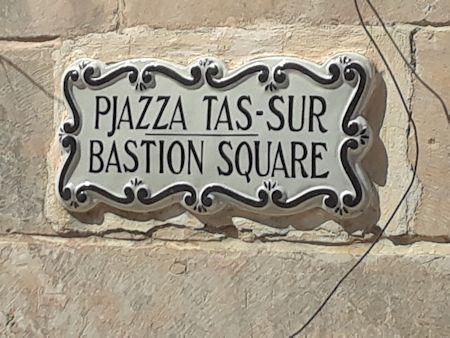 PJAZZA TAS-SUR
BASTION SQUARE